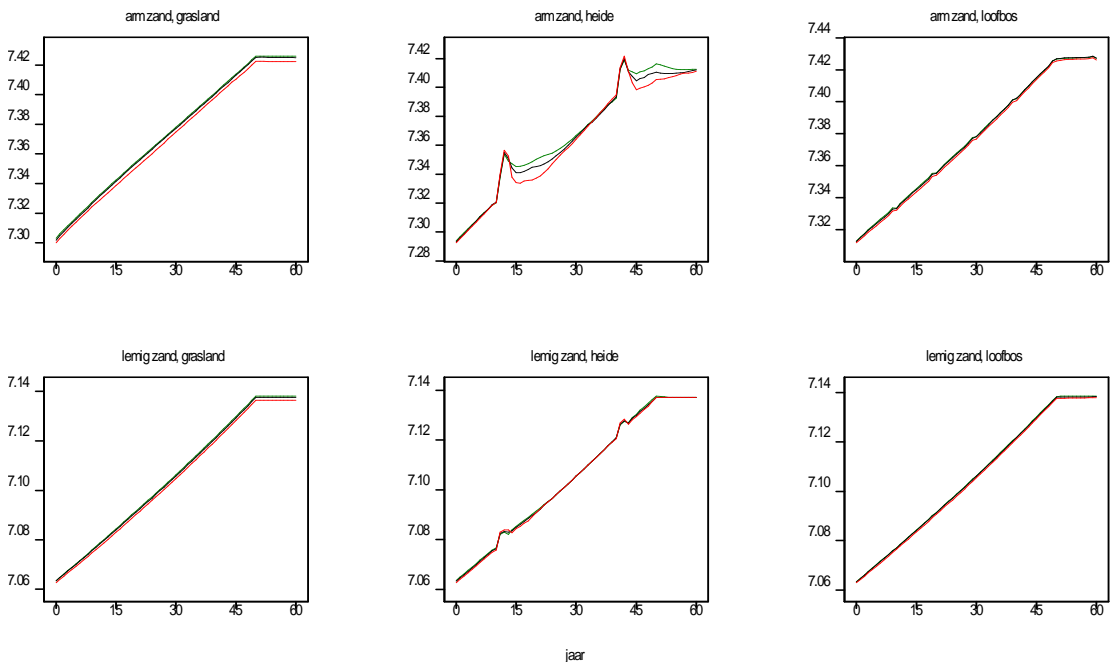 arm zand, grasland
arm zand, heide
arm zand, loofbos
7.42
7.40
7.38
7.36
7.34
7.32
7.30
0 15 30 45 60
7.42
7.40
7.38
7.36
7.34
7.32
7.30
7.28
0 15 30 45 60
7.44
7.42
7.40
7.38
7.36
7.34
7.32
0 15 30 45 60
lemig zand, grasland
lemig zand, heide
lemig zand, loofbos
7.14
7.12
7.10
7.08
7.06
0 15 30 45 60
7.14
7.12
7.10
7.08
7.06
0 15 30 45 60
7.14
7.12
7.10
7.08
7.06
0 15 30 45 60
jaar